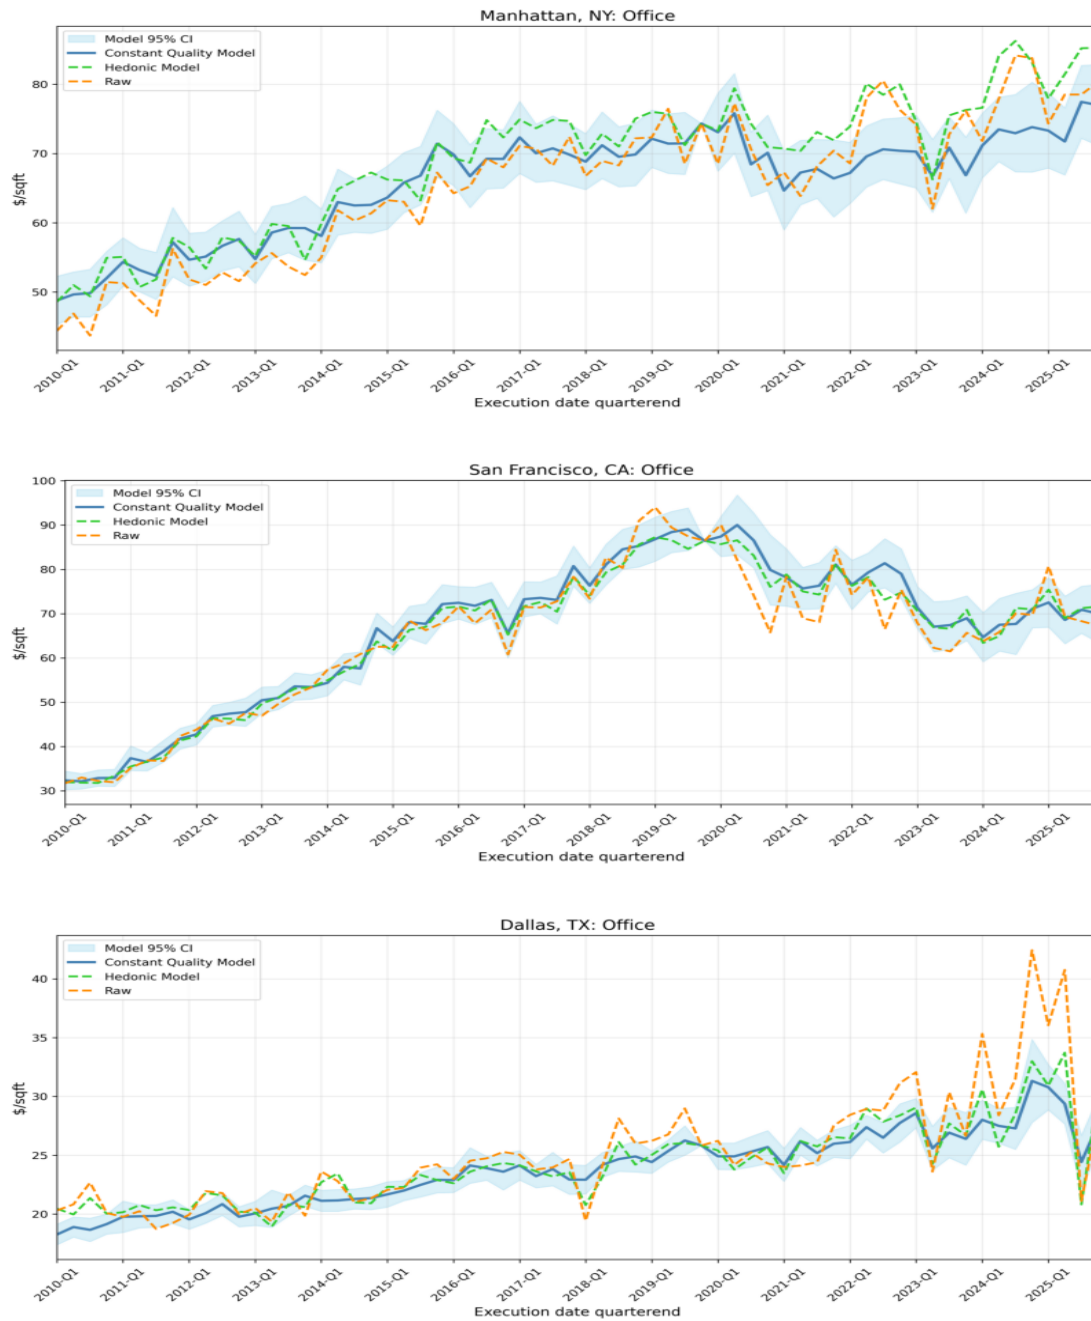 Manhattan, NY: Office
Model 95% CI
Constant Quality Model
Hedonic Model
Raw
80
70
60
50
$/sqft
2010-Q1 2011-Q1 2012-Q1 2013-Q1 2014-Q1 2015-Q1 2016-Q1 2017-Q1 2018-Q1 2019-Q1 2020-Q1 2021-Q1 2022-Q1 2023-Q1 2024-Q1 2025-Q1
Execution date quarterend
San Francisco, CA: Office
Model 95% CI
Constant Quality Model
Hedonic Model
Raw
100
90
80
70
60
50
40
30
$/sqft
2010-Q1 2011-Q1 2012-Q1 2013-Q1 2014-Q1 2015-Q1 2016-Q1 2017-Q1 2018-Q1 2019-Q1 2020-Q1 2021-Q1 2022-Q1 2023-Q1 2024-Q1 2025-Q1
Execution date quarterend
Dallas, TX: Office
Model 95% CI
Constant Quality Model
Hedonic Model
Raw
40
35
30
25
20
$/sqft
2010-Q1 2011-Q1 2012-Q1 2013-Q1 2014-Q1 2015-Q1 2016-Q1 2017-Q1 2018-Q1 2019-Q1 2020-Q1 2021-Q1 2022-Q1 2023-Q1 2024-Q1 2025-Q1
Execution date quarterend